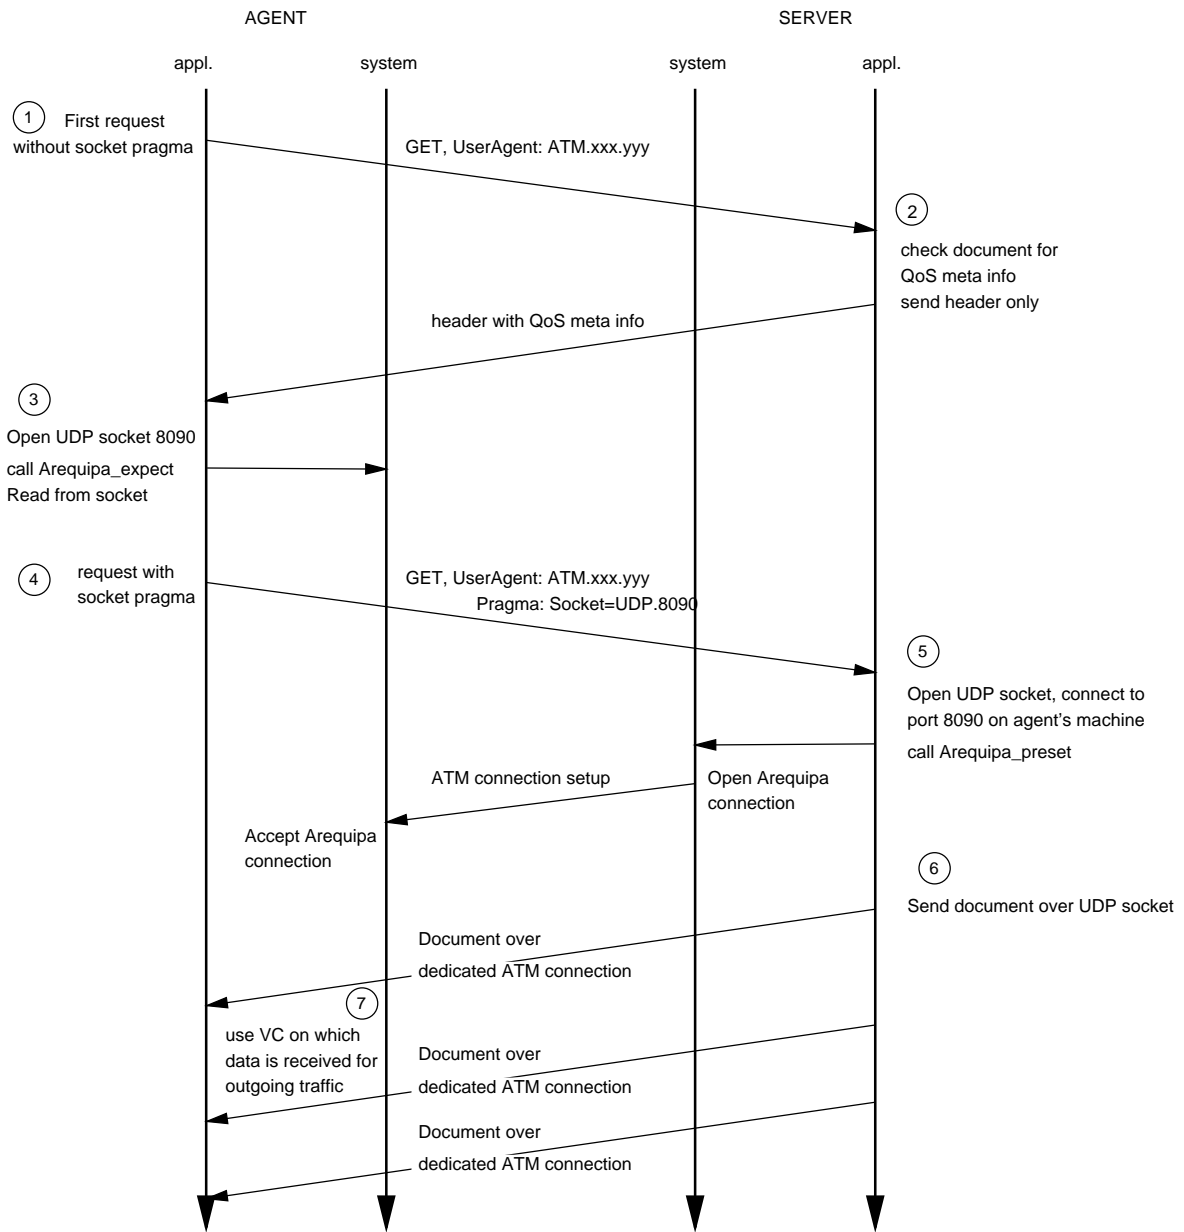 AGENT
SERVER
appl.
system
system
appl.
1
First request
without socket pragma
GET, UserAgent: ATM.xxx.yyy
2
check document for
QoS meta info
send header only
header with QoS meta info
3
Open UDP socket 8090
call Arequipa_expect
Read from socket
4
request with
socket pragma
GET, UserAgent: ATM.xxx.yyy
Pragma: Socket=UDP.8090
5
Open UDP socket, connect to
port 8090 on agent's machine
call Arequipa_preset
ATM connection setup
Open Arequipa
connection
Accept Arequipa
connection
6
Send document over UDP socket
Document over
dedicated ATM connection
7
use VC on which
data is received for
outgoing traffic
Document over
dedicated ATM connection
Document over
dedicated ATM connection